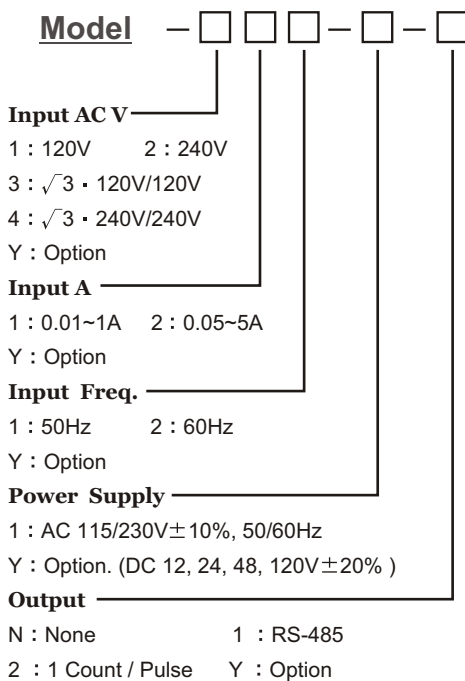 Model －□□□－□－□
Input AC V
1：120V 2：240V
3：√3 ▪ 120V/120V
4：√3 ▪ 240V/240V
Y：Option
Input A
1：0.01~1A 2：0.05~5A
Y：Option
Input Freq.
1：50Hz 2：60Hz
Y：Option
Power Supply
1：AC 115/230V±10%, 50/60Hz
Y：Option. (DC 12, 24, 48, 120V±20% )
Output
N：None 1 ：RS-485
2 ：1 Count / Pulse Y ：Option